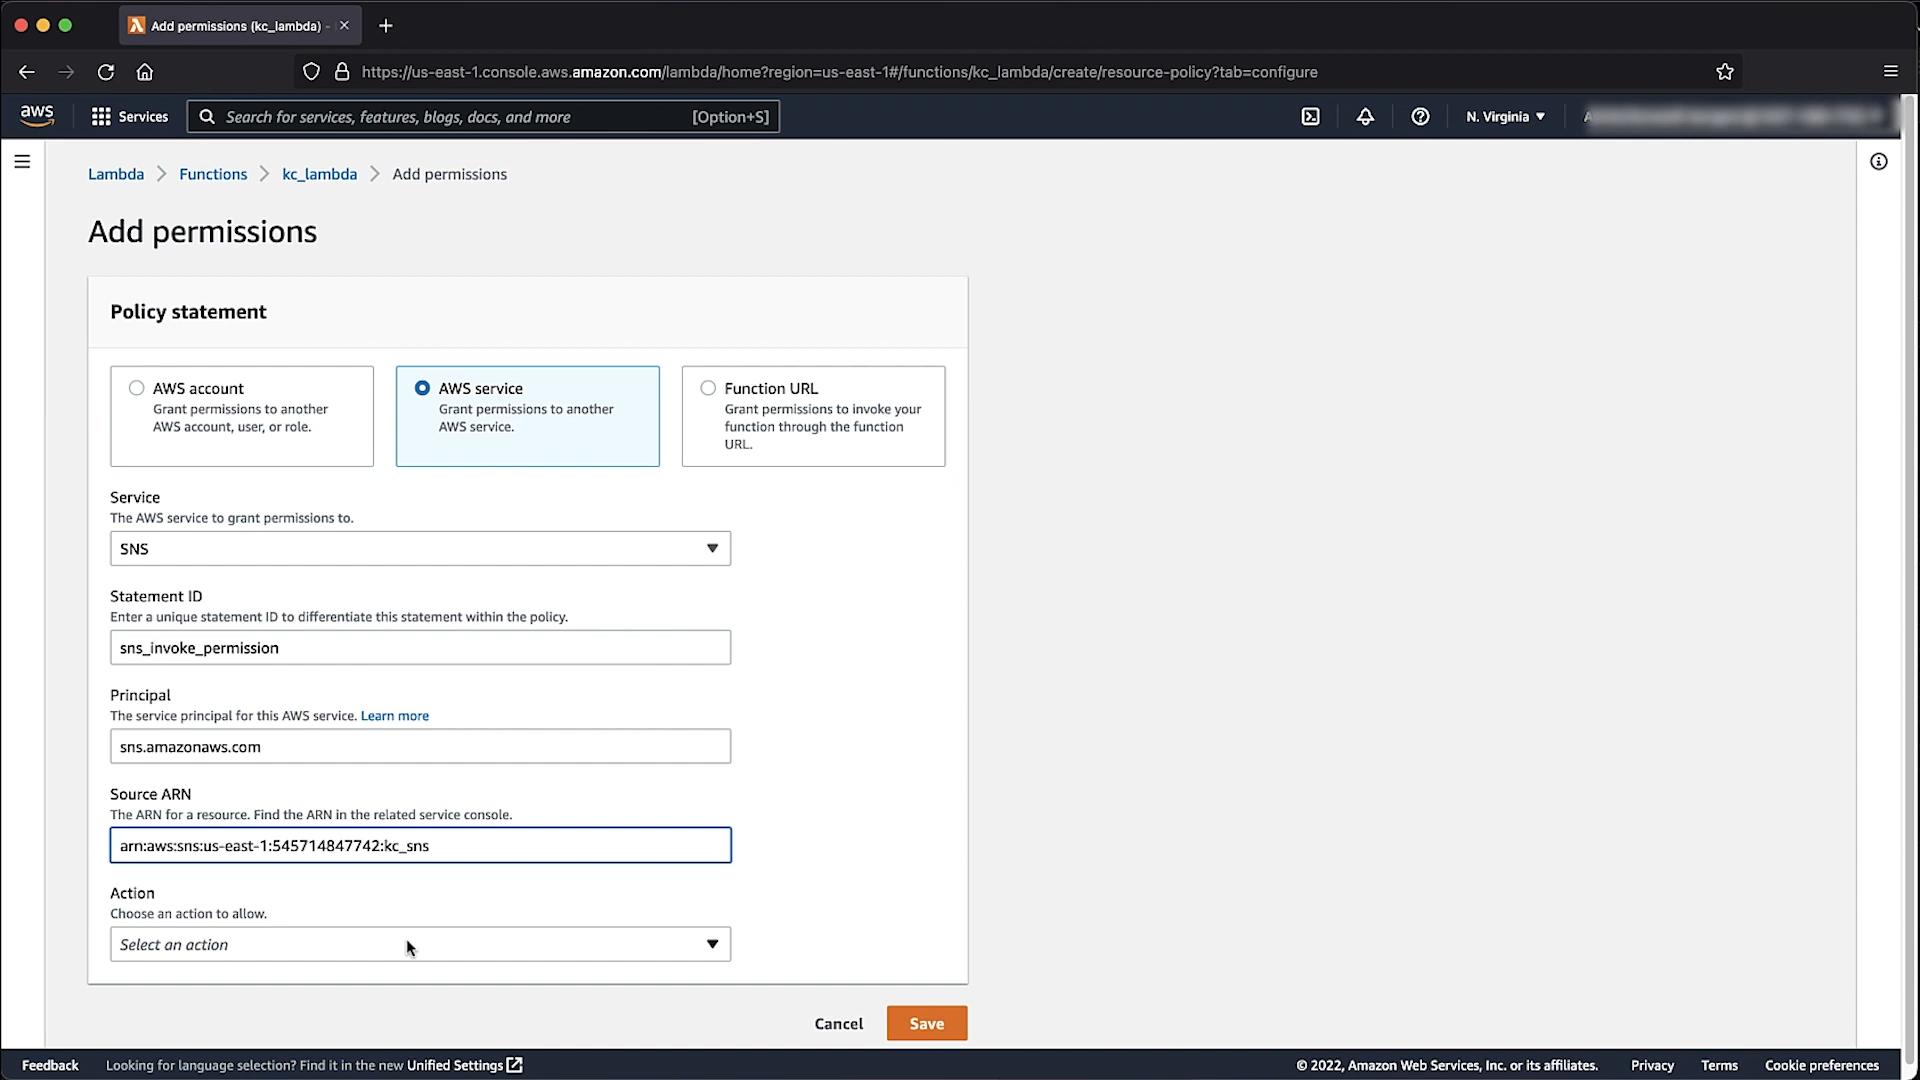 Add permissions (kc_lambda) -
https://us-east-1.console.aws.amazon.com/lambda/home?region=us-east-1#/functions/kc_lambda/create/resource-policy?tab=configure
aws
Services
Search for services, features, blogs, docs, and more
[Option+S]
N. Virginia
Lambda
Functions
kc_lambda
Add permissions
Add permissions
Policy statement
AWS account
Grant permissions to another
AWS account, user, or role.
AWS service
Grant permissions to another
AWS service.
Function URL
Grant permissions to invoke your
function through the function
URL.
Service
The AWS service to grant permissions to.
SNS
Statement ID
Enter a unique statement ID to differentiate this statement within the policy.
sns_invoke_permission
Principal
The service principal for this AWS service. Learn more
sns.amazonaws.com
Source ARN
The ARN for a resource. Find the ARN in the related service console.
arn:aws:sns:us-east-1:545714847742:kc_sns
Action
Choose an action to allow.
Select an action
Cancel
Save
Feedback
Looking for language selection? Find it in the new Unified Settings
© 2022, Amazon Web Services, Inc. or its affiliates.
Privacy
Terms
Cookie preferences